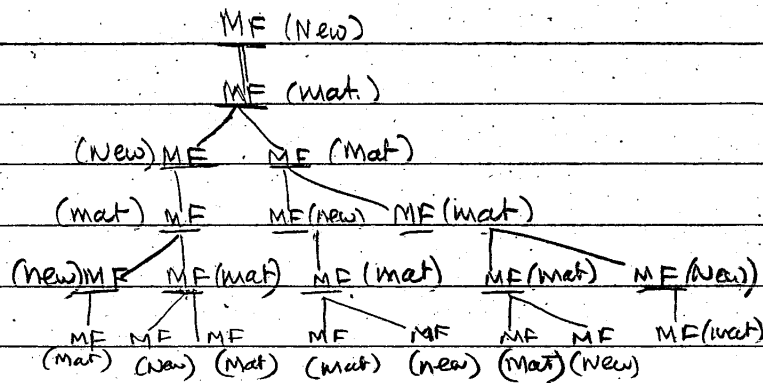 MF (New)
MF (mat.)
(New) MF MF (Mat)
(mat) MF MF (new) MF (mat)
(new) MF MF (mat) MF (mat) MF (mat) MF (New)
MF MF MF MF MF MF MF MF (mat)
(Mat) (New) (Mat) (mat) (new) (Mat) (New)